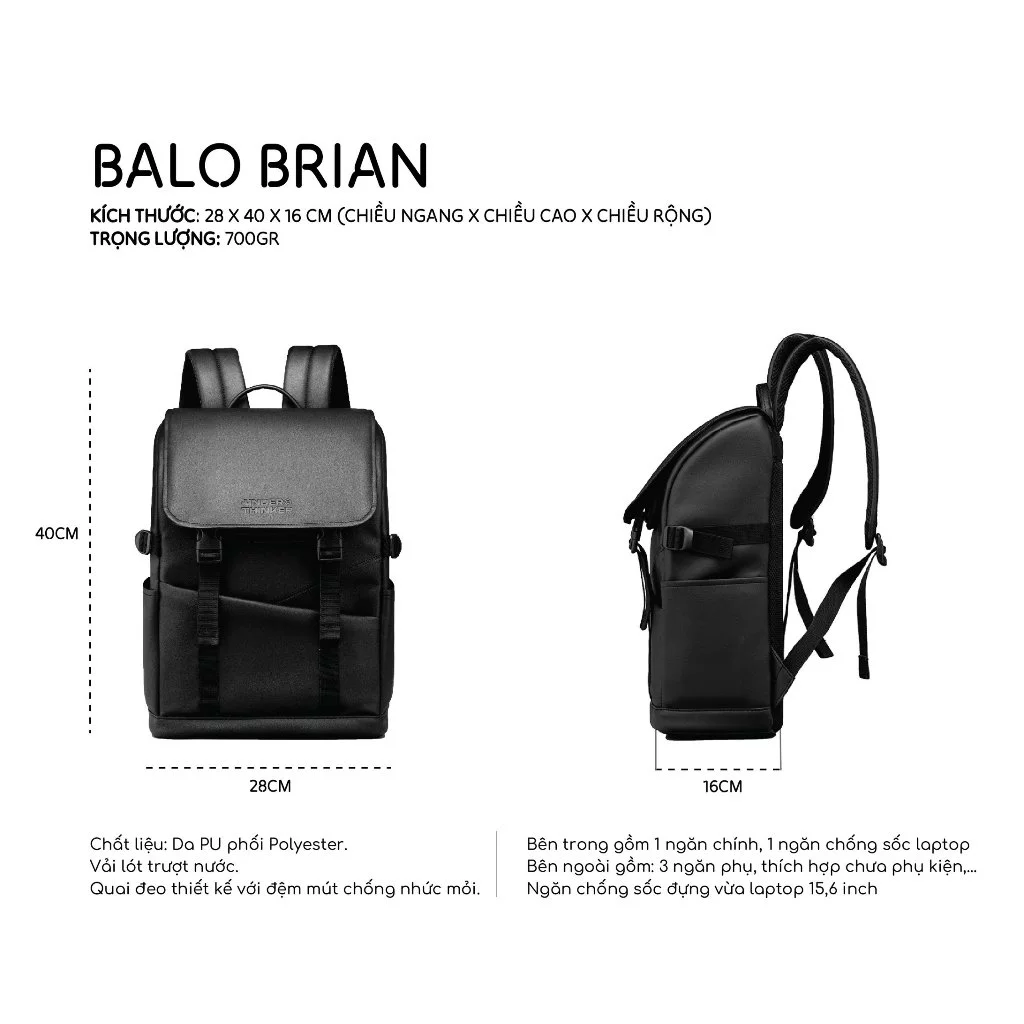 BALO BRIAN
KÍCH THƯỚC: 28 X 40 X 16 CM (CHIỀU NGANG X CHIỀU CAO X CHIỀU RỘNG)
TRỌNG LƯỢNG: 700GR
UNDER
THINKER
40CM
28CM
16CM
Chất liệu: Da PU phối Polyester.
Vải lót trượt nước.
Quai đeo thiết kế với đệm mút chống nhức mỏi.
Bên trong gồm 1 ngăn chính, 1 ngăn chống sốc laptop
Bên ngoài gồm: 3 ngăn phụ, thích hợp chưa phụ kiện,...
Ngăn chống sốc đựng vừa laptop 15,6 inch